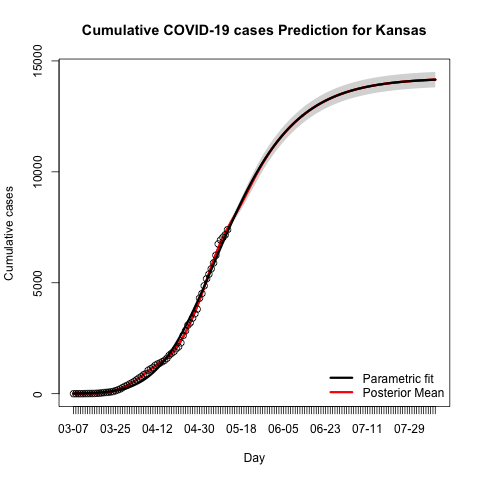 Cumulative COVID-19 cases Prediction for Kansas
Cumulative cases
15000
10000
5000
0
Parametric fit
Posterior Mean
03-07 03-25 04-12 04-30 05-18 06-05 06-23 07-11 07-29
Day